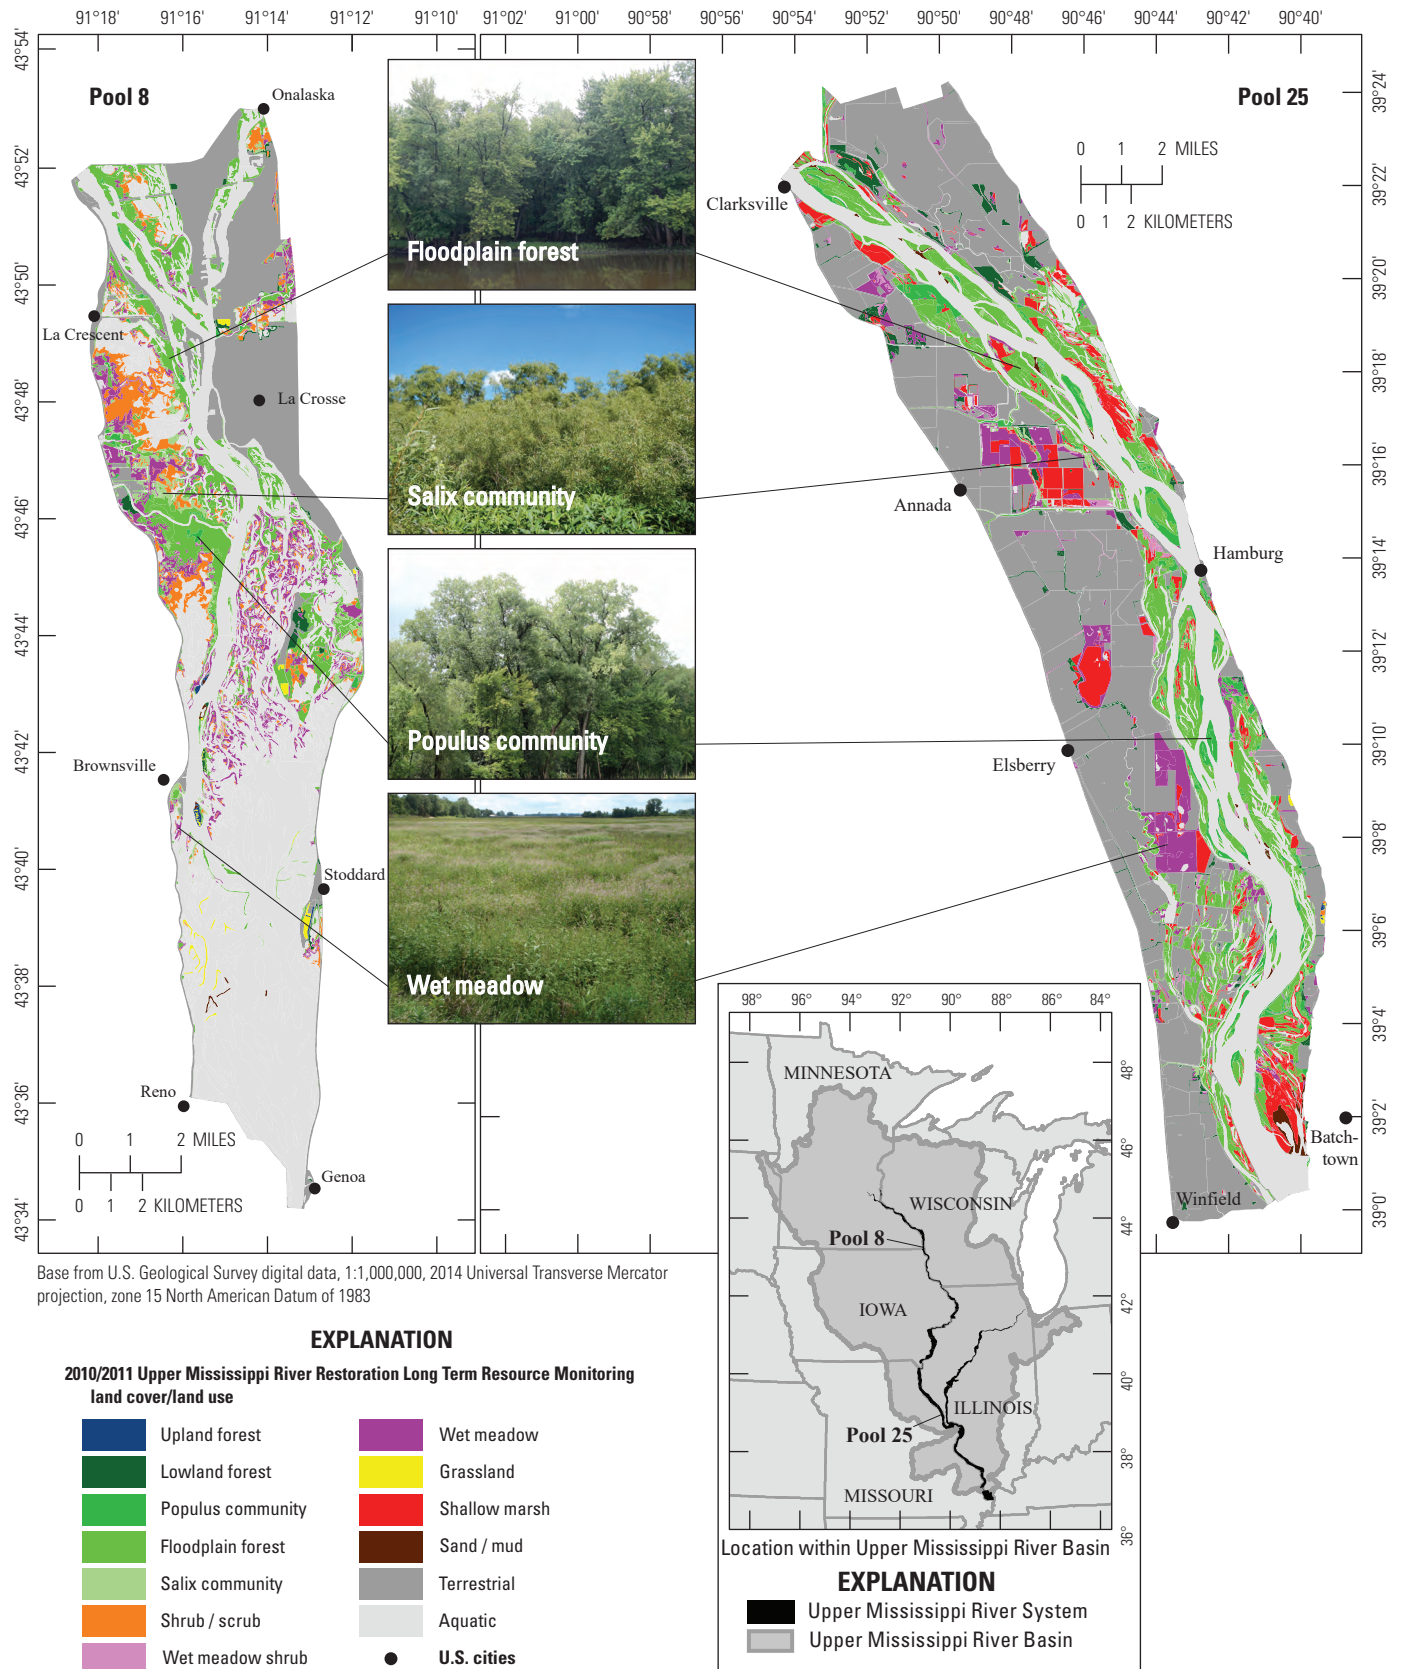 91°18'
91°16'
91°14'
91°12'
91°10'
91°02'
91°00'
90°58'
90°56'
90°54'
90°52'
90°50'
90°48'
90°46'
90°44'
90°42'
90°40'
43°54'
43°52'
43°50'
43°48'
43°46'
43°44'
43°42'
43°40'
43°38'
43°36'
43°34'
Pool 8
Onalaska
La Crescent
La Crosse
Brownsville
Stoddard
Reno
Genoa
0 1 2 MILES
0 1 2 KILOMETERS
Floodplain forest
Salix community
Populus community
Wet meadow
Pool 25
0 1 2 MILES
0 1 2 KILOMETERS
Clarksville
Annada
Hamburg
Elsberry
Batch-
town
Winfield
39°24'
39°22'
39°20'
39°18'
39°16'
39°14'
39°12'
39°10'
39°8'
39°6'
39°4'
39°2'
39°0'
Base from U.S. Geological Survey digital data, 1:1,000,000, 2014 Universal Transverse Mercator
projection, zone 15 North American Datum of 1983
EXPLANATION
2010/2011 Upper Mississippi River Restoration Long Term Resource Monitoring
land cover/land use
Upland forest
Lowland forest
Populus community
Floodplain forest
Salix community
Shrub / scrub
Wet meadow shrub
Wet meadow
Grassland
Shallow marsh
Sand / mud
Terrestrial
Aquatic
U.S. cities
98° 96° 94° 92° 90° 88° 86° 84°
48°
46°
44°
42°
40°
38°
36°
MINNESOTA
WISCONSIN
Pool 8
IOWA
ILLINOIS
Pool 25
MISSOURI
Location within Upper Mississippi River Basin
EXPLANATION
Upper Mississippi River System
Upper Mississippi River Basin